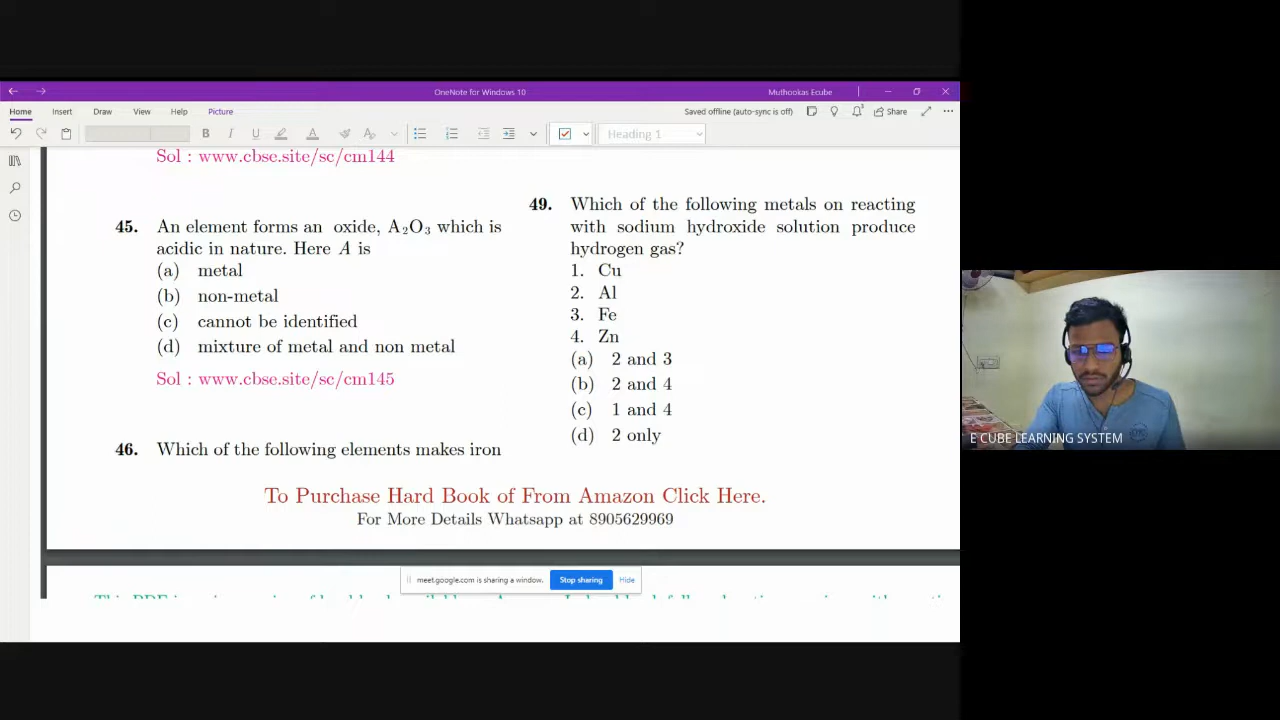 OneNote for Windows 10
Muthookas Ecube
Home Insert Draw View Help Picture
Saved offline (auto-sync is off)
Share
B I U A
Heading 1
Sol : www.cbse.site/sc/cm144
45. An element forms an oxide, A₂O₃ which is
acidic in nature. Here A is
(a) metal
(b) non-metal
(c) cannot be identified
(d) mixture of metal and non metal
Sol : www.cbse.site/sc/cm145
46. Which of the following elements makes iron
49. Which of the following metals on reacting
with sodium hydroxide solution produce
hydrogen gas?
1. Cu
2. Al
3. Fe
4. Zn
(a) 2 and 3
(b) 2 and 4
(c) 1 and 4
(d) 2 only
To Purchase Hard Book of From Amazon Click Here.
For More Details Whatsapp at 8905629969
meet.google.com is sharing a window.
Stop sharing
Hide
E CUBE LEARNING SYSTEM